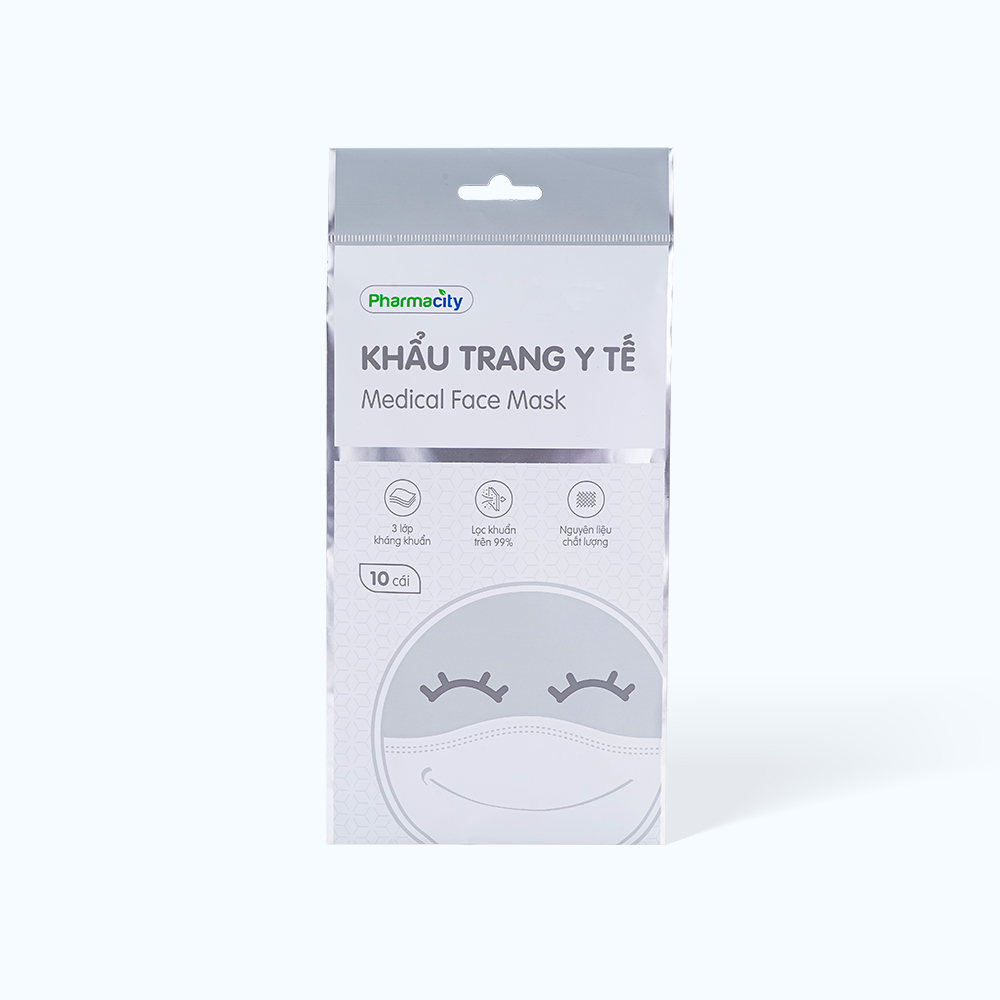 Pharmacity
KHẨU TRANG Y TẾ
Medical Face Mask
3 lớp
kháng khuẩn
Lọc khuẩn
trên 99%
Nguyên liệu
chất lượng
10 cái